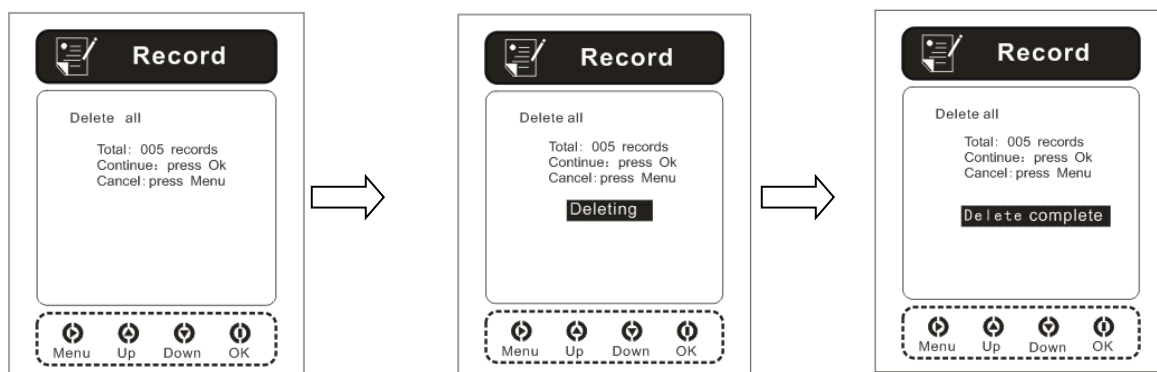 Record
Delete all
Total: 005 records
Continue: press Ok
Cancel: press Menu
Menu Up Down OK
Record
Delete all
Total: 005 records
Continue: press Ok
Cancel: press Menu
Deleting
Menu Up Down OK
Record
Delete all
Total: 005 records
Continue: press Ok
Cancel: press Menu
Delete complete
Menu Up Down OK